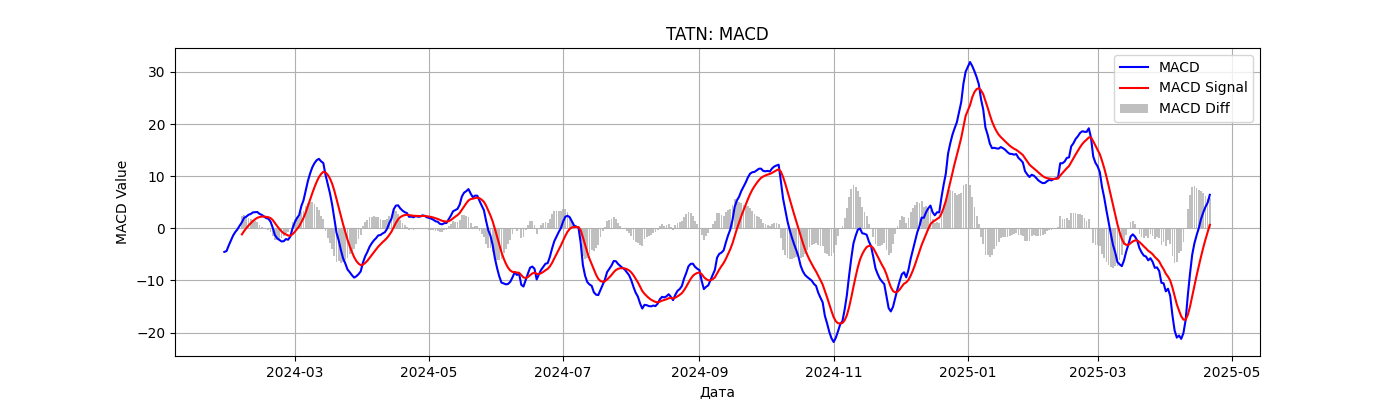 TATN: MACD
MACD
MACD Signal
MACD Diff
MACD Value
30
20
10
0
−10
−20
2024-03
2024-05
2024-07
2024-09
2024-11
2025-01
2025-03
2025-05
Дата